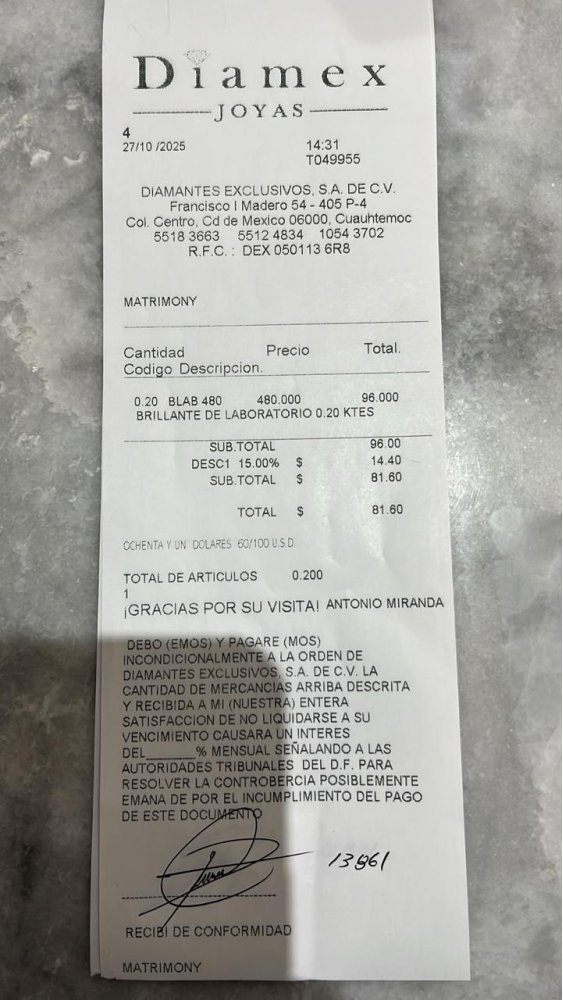 Diamex
JOYAS
4
27/10 /2025 14:31
T049955
DIAMANTES EXCLUSIVOS, S.A. DE C.V.
Francisco I Madero 54 - 405 P-4
Col. Centro, Cd de Mexico 06000, Cuauhtemoc
5518 3663 5512 4834 1054 3702
R.F.C. : DEX 050113 6R8
MATRIMONY
Cantidad Precio Total.
Codigo Descripcion.
0.20 BLAB 480 480.000 96.000
BRILLANTE DE LABORATORIO 0.20 KTES
SUB.TOTAL 96.00
DESC1 15.00% $ 14.40
SUB.TOTAL $ 81.60
TOTAL $ 81.60
OCHENTA Y UN DOLARES 60/100 U.S.D.
TOTAL DE ARTICULOS 0.200
1
¡GRACIAS POR SU VISITA! ANTONIO MIRANDA
DEBO (EMOS) Y PAGARE (MOS)
INCONDICIONALMENTE A LA ORDEN DE
DIAMANTES EXCLUSIVOS, S.A. DE C.V. LA
CANTIDAD DE MERCANCIAS ARRIBA DESCRITA
Y RECIBIDA A MI (NUESTRA) ENTERA
SATISFACCION DE NO LIQUIDARSE A SU
VENCIMIENTO CAUSARA UN INTERES
DEL______% MENSUAL SEÑALANDO A LAS
AUTORIDADES TRIBUNALES DEL D.F. PARA
RESOLVER LA CONTROBERCIA POSIBLEMENTE
EMANA DE POR EL INCUMPLIMIENTO DEL PAGO
DE ESTE DOCUMENTO
13861
RECIBI DE CONFORMIDAD
MATRIMONY